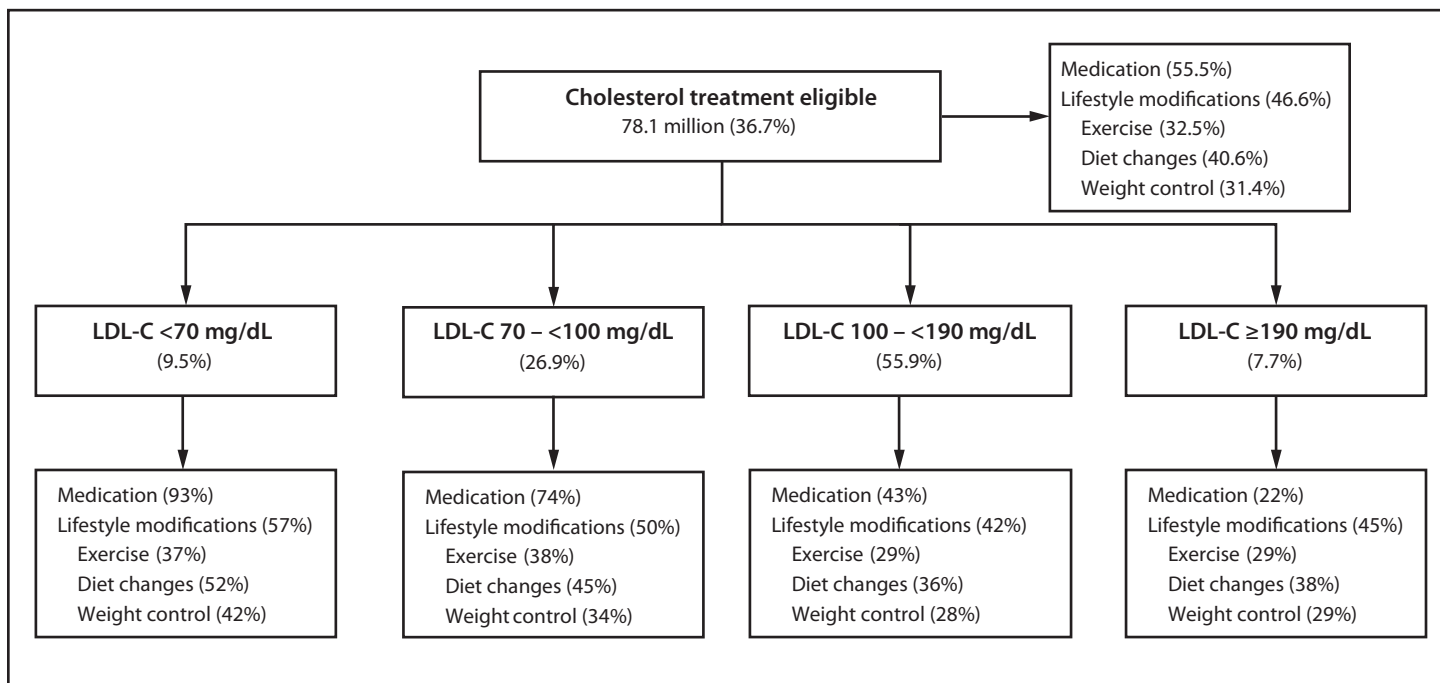 Cholesterol treatment eligible
78.1 million (36.7%)
Medication (55.5%)
Lifestyle modifications (46.6%)
Exercise (32.5%)
Diet changes (40.6%)
Weight control (31.4%)
LDL-C <70 mg/dL
(9.5%)
LDL-C 70 – <100 mg/dL
(26.9%)
LDL-C 100 – <190 mg/dL
(55.9%)
LDL-C ≥190 mg/dL
(7.7%)
Medication (93%)
Lifestyle modifications (57%)
Exercise (37%)
Diet changes (52%)
Weight control (42%)
Medication (74%)
Lifestyle modifications (50%)
Exercise (38%)
Diet changes (45%)
Weight control (34%)
Medication (43%)
Lifestyle modifications (42%)
Exercise (29%)
Diet changes (36%)
Weight control (28%)
Medication (22%)
Lifestyle modifications (45%)
Exercise (29%)
Diet changes (38%)
Weight control (29%)